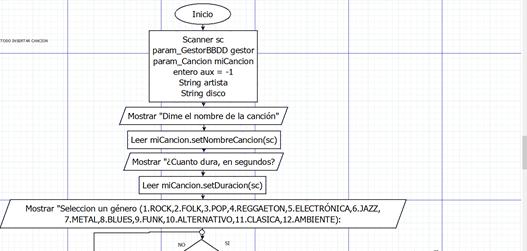 Inicio
TODO INSERTAR CANCION
Scanner sc
param_GestorBBDD gestor
param_Cancion miCancion
entero aux = -1
String artista
String disco
Mostrar "Dime el nombre de la canción"
Leer miCancion.setNombreCancion(sc)
Mostrar "¿Cuanto dura, en segundos?
Leer miCancion.setDuracion(sc)
Mostrar "Seleccion un género (1.ROCK,2.FOLK,3.POP,4.REGGAETON,5.ELECTRÓNICA,6.JAZZ,
7.METAL,8.BLUES,9.FUNK,10.ALTERNATIVO,11.CLASICA,12.AMBIENTE):
NO
SI